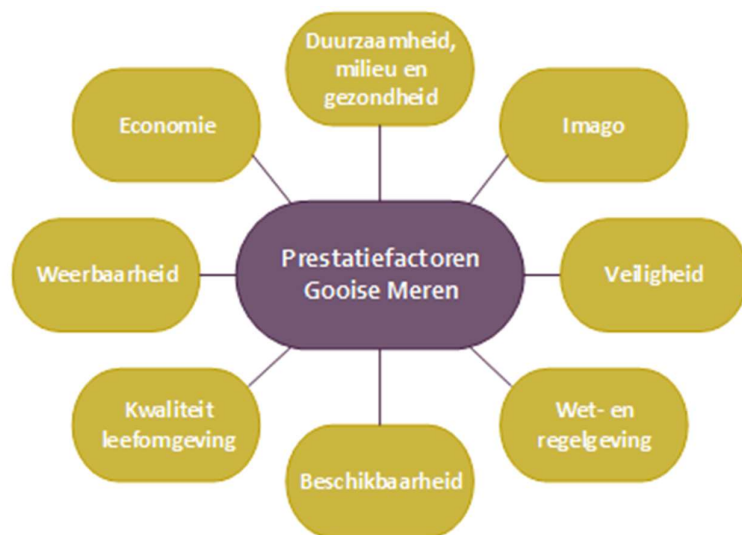 Duurzaamheid,
milieu en
gezondheid
Economie
Imago
Weerbaarheid
Prestatiefactoren
Gooise Meren
Veiligheid
Kwaliteit
leefomgeving
Wet- en
regelgeving
Beschikbaarheid